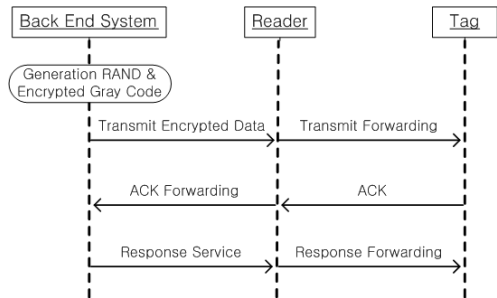 Back End System
Reader
Tag
Generation RAND &
Encrypted Gray Code
Transmit Encrypted Data
Transmit Forwarding
ACK Forwarding
ACK
Response Service
Response Forwarding